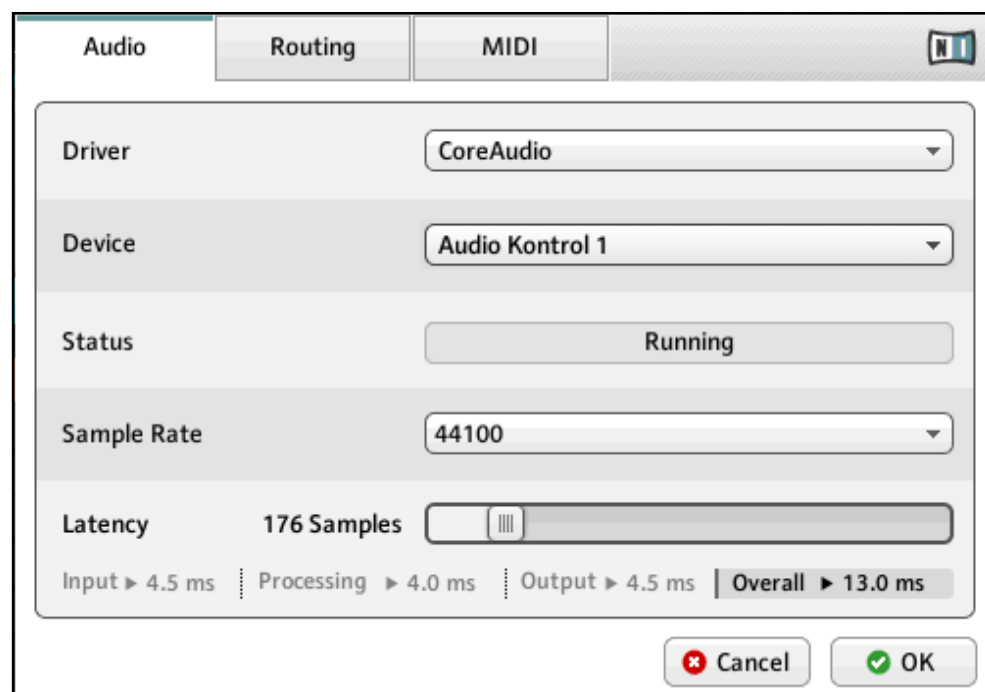 Audio Routing MIDI NI
Driver CoreAudio
Device Audio Kontrol 1
Status Running
Sample Rate 44100
Latency 176 Samples
Input ▶ 4.5 ms Processing ▶ 4.0 ms Output ▶ 4.5 ms Overall ▶ 13.0 ms
Cancel OK